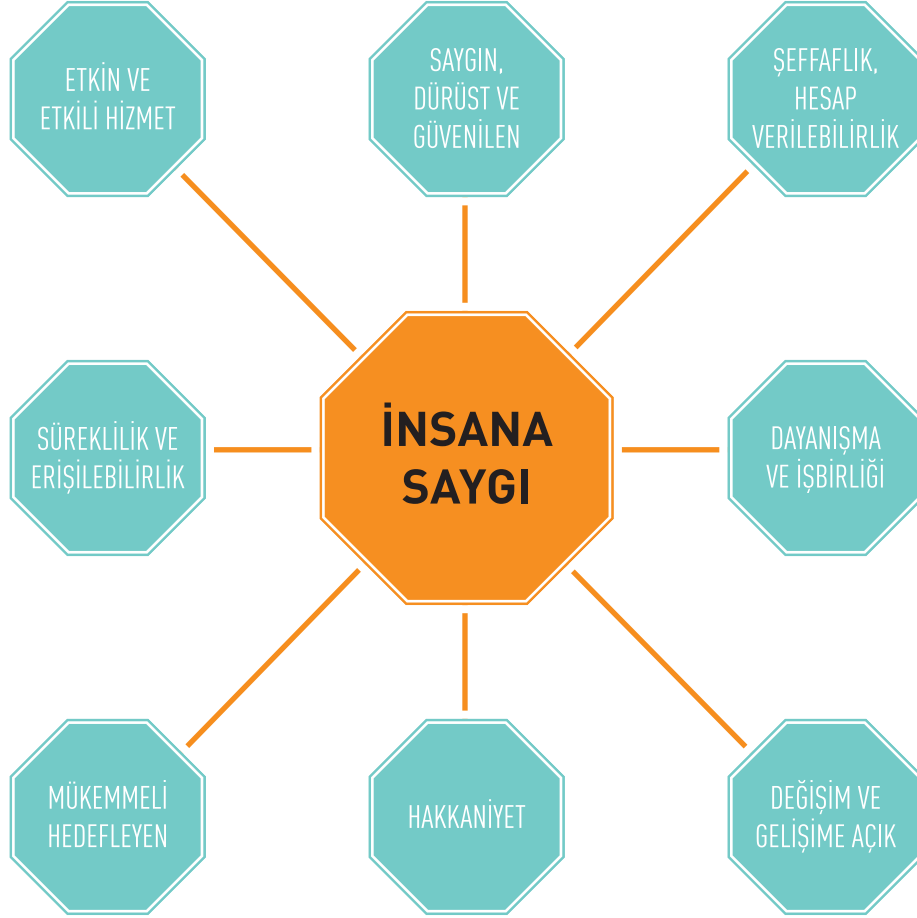 ETKİN VE
ETKİLİ HİZMET
SAYGIN,
DÜRÜST VE
GÜVENİLEN
ŞEFFAFLIK,
HESAP
VERİLEBİLİRLİK
SÜREKLİLİK VE
ERİŞİLEBİLİRLİK
İNSANA
SAYGI
DAYANIŞMA
VE İŞBİRLİĞİ
MÜKEMMELİ
HEDEFLEYEN
HAKKANİYET
DEĞİŞİM VE
GELİŞİME AÇIK